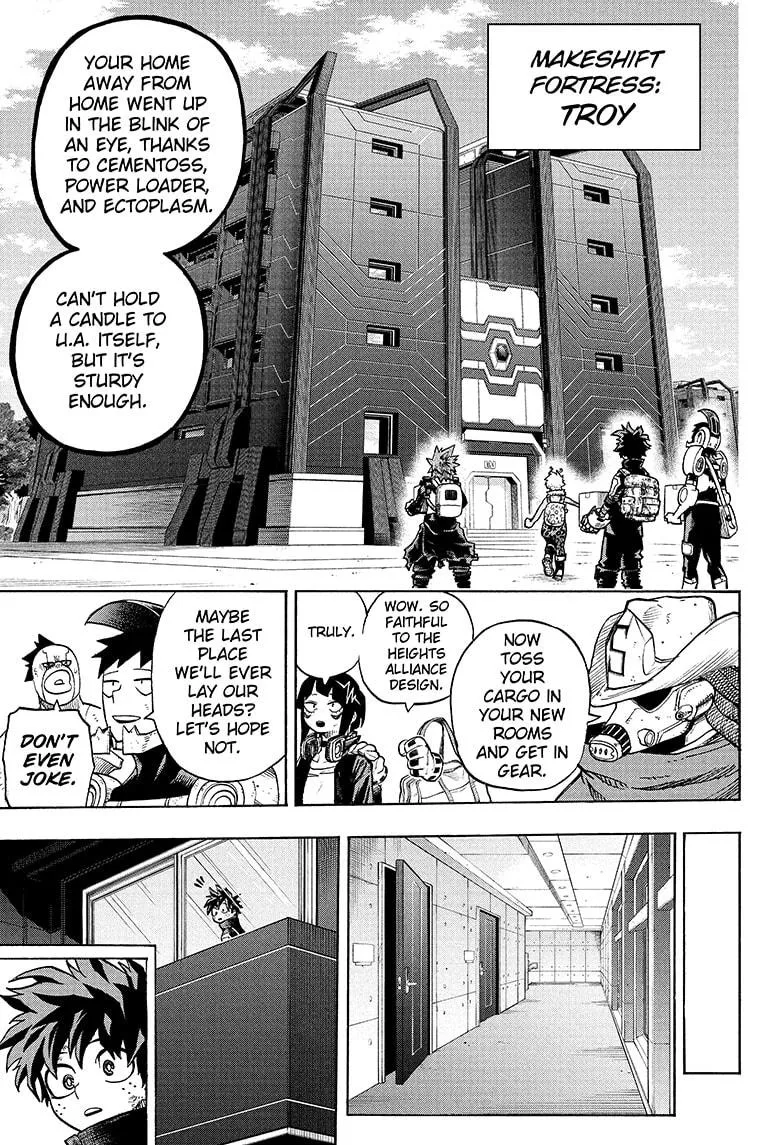 MAKESHIFT
FORTRESS:
TROY
YOUR HOME
AWAY FROM
HOME WENT UP
IN THE BLINK OF
AN EYE, THANKS
TO CEMENTOSS,
POWER LOADER,
AND ECTOPLASM.
CAN'T HOLD
A CANDLE TO
U.A. ITSELF,
BUT IT'S
STURDY
ENOUGH.
NOW
TOSS
YOUR
CARGO IN
YOUR NEW
ROOMS
AND GET IN
GEAR.
WOW. SO
FAITHFUL
TO THE
HEIGHTS
ALLIANCE
DESIGN.
TRULY.
MAYBE
THE LAST
PLACE
WE'LL EVER
LAY OUR
HEADS?
LET'S HOPE
NOT.
DON'T
EVEN
JOKE.